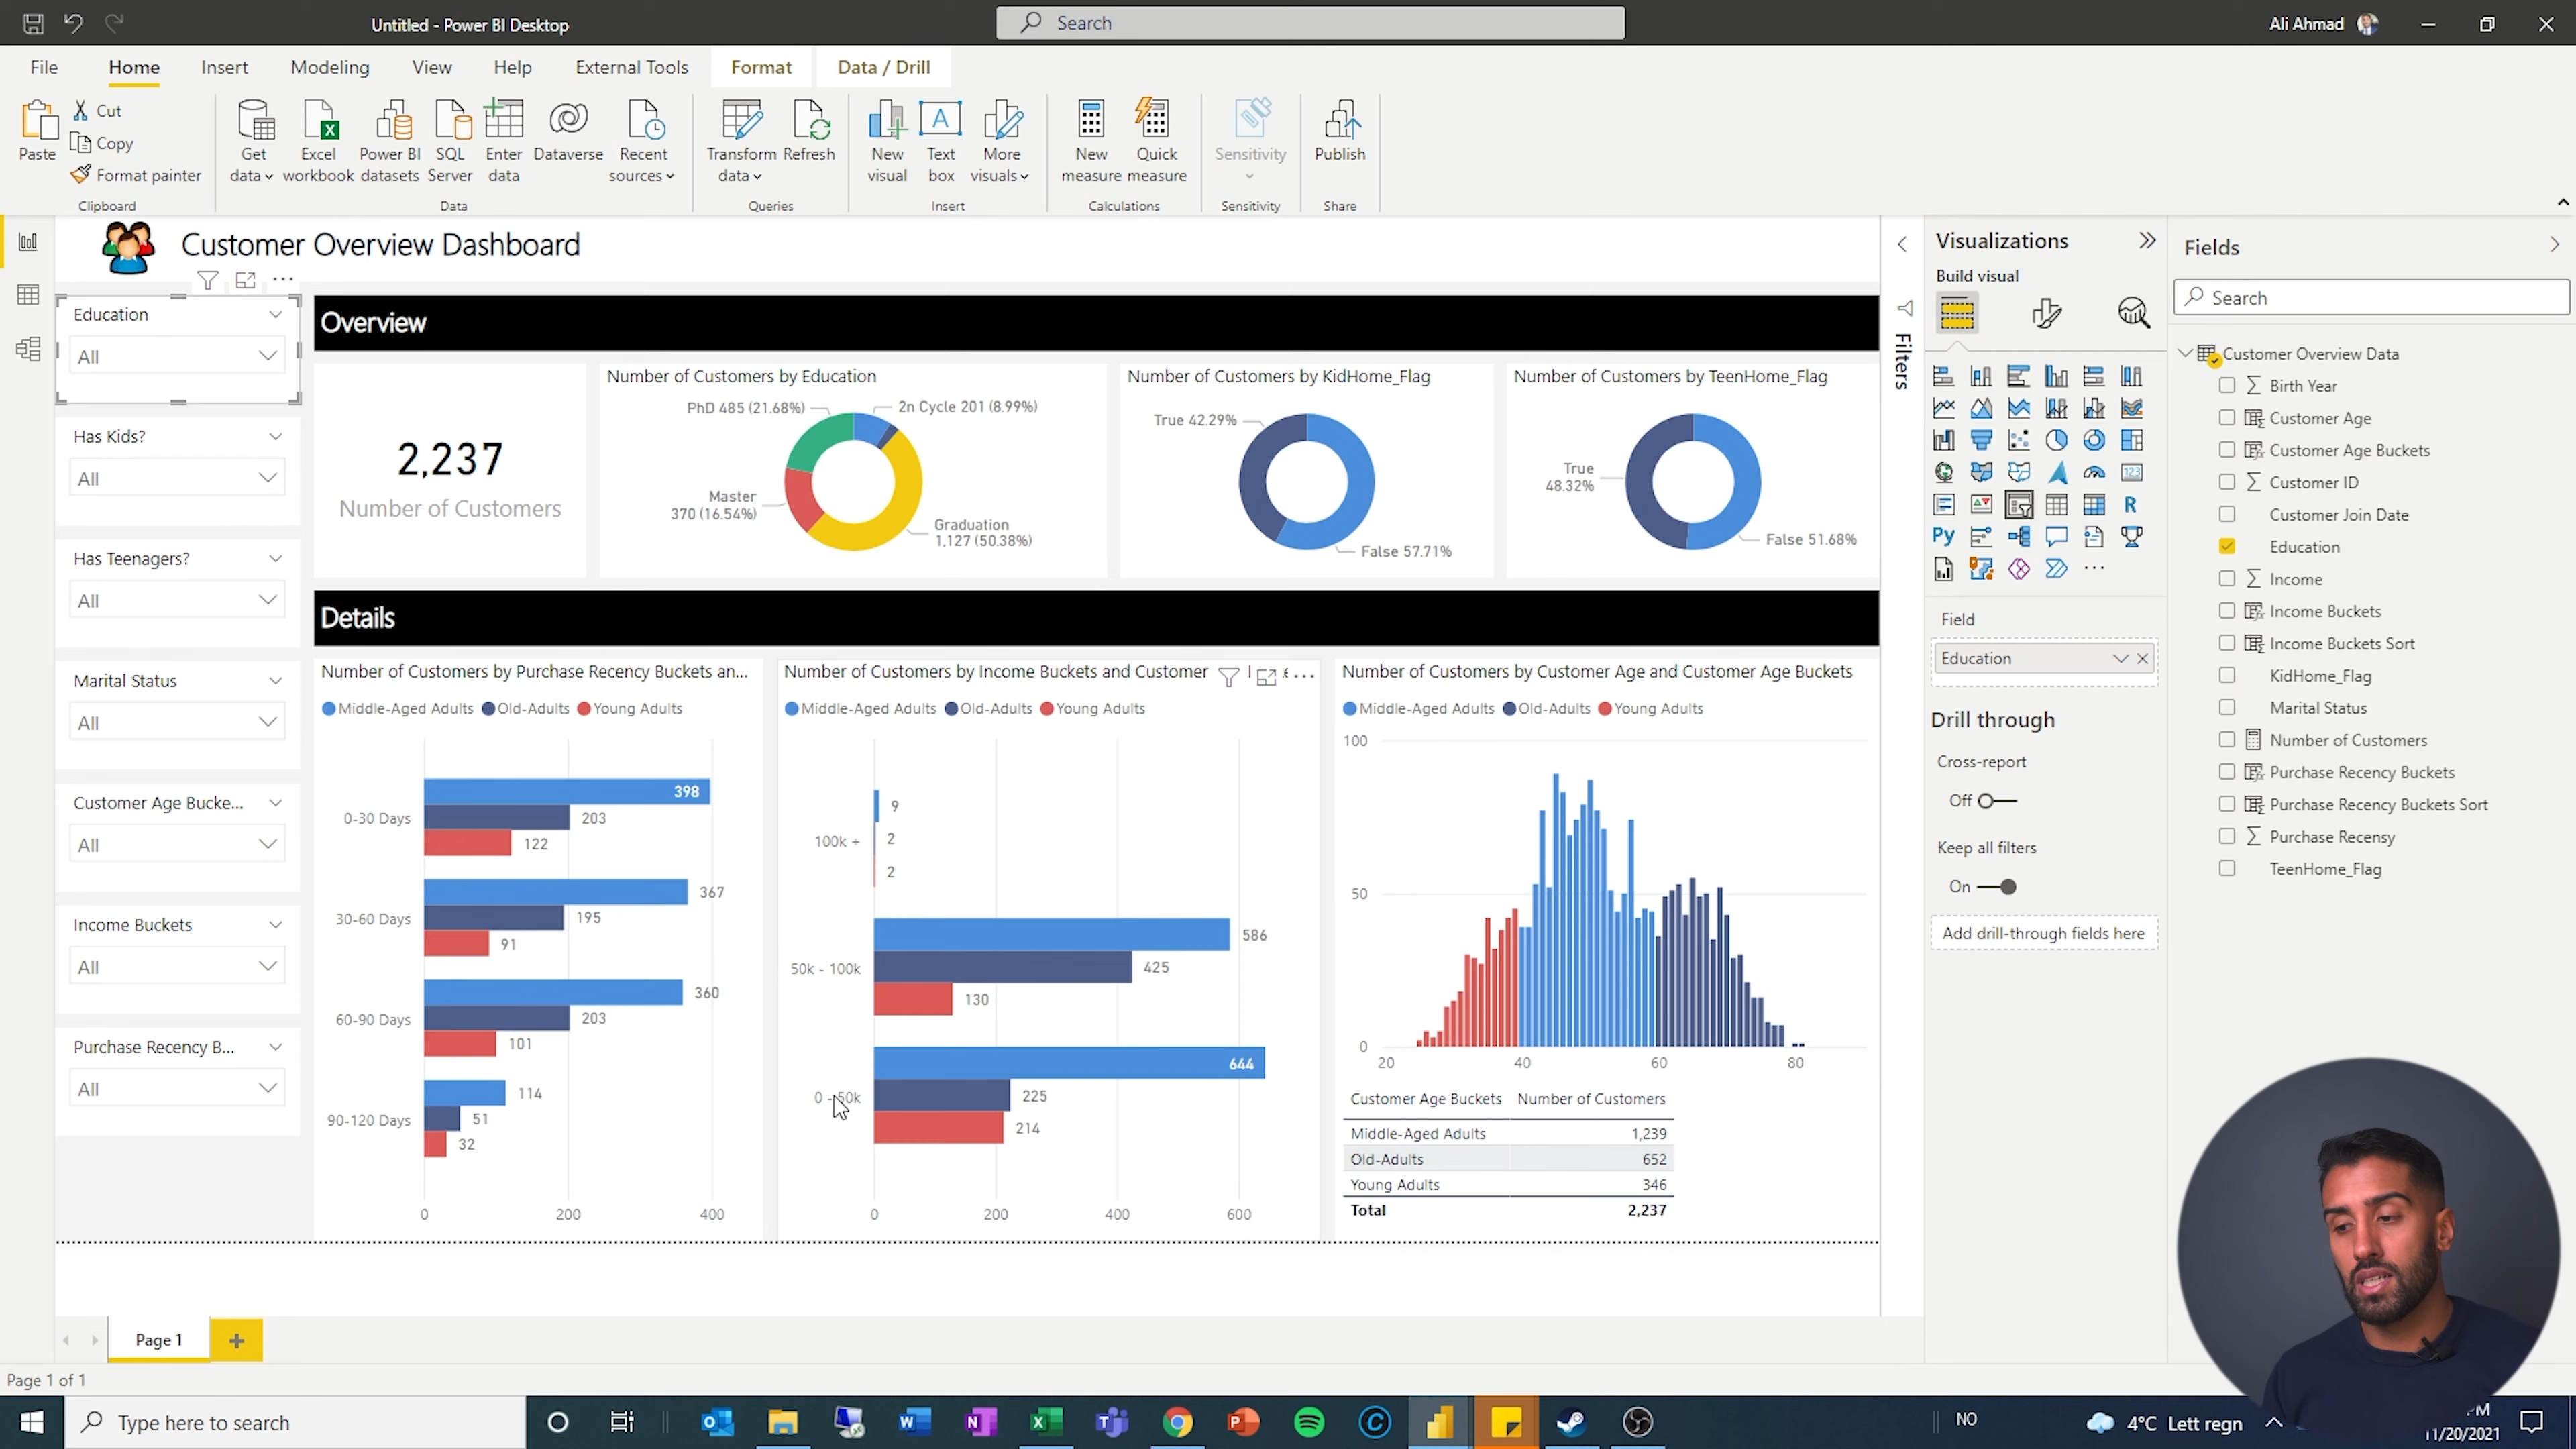 Untitled - Power BI Desktop
Search
Ali Ahmad
File Home Insert Modeling View Help External Tools Format Data / Drill
Paste
Cut
Copy
Format painter
Clipboard
Get data
Excel workbook
Power BI datasets
SQL Server
Enter data
Dataverse
Recent sources
Data
Transform data
Refresh
Queries
New visual
Text box
More visuals
Insert
New measure
Quick measure
Calculations
Sensitivity
Sensitivity
Publish
Share
Customer Overview Dashboard
Education
All
Has Kids?
All
Has Teenagers?
All
Marital Status
All
Customer Age Bucke...
All
Income Buckets
All
Purchase Recency B...
All
Overview
2,237
Number of Customers
Number of Customers by Education
PhD 485 (21.68%)
2n Cycle 201 (8.99%)
Master
370 (16.54%)
Graduation
1,127 (50.38%)
Number of Customers by KidHome_Flag
True 42.29%
False 57.71%
Number of Customers by TeenHome_Flag
True
48.32%
False 51.68%
Details
Number of Customers by Purchase Recency Buckets an...
Middle-Aged Adults Old-Adults Young Adults
0-30 Days
398
203
122
30-60 Days
367
195
91
60-90 Days
360
203
101
90-120 Days
114
51
32
0 200 400
Number of Customers by Income Buckets and Customer
Middle-Aged Adults Old-Adults Young Adults
100k +
9
2
2
50k - 100k
586
425
130
0 - 50k
644
225
214
0 200 400 600
Number of Customers by Customer Age and Customer Age Buckets
Middle-Aged Adults Old-Adults Young Adults
100
50
0
20 40 60 80
Customer Age Buckets Number of Customers
Middle-Aged Adults 1,239
Old-Adults 652
Young Adults 346
Total 2,237
Filters
Visualizations
Build visual
123
R
Py
Field
Education
Drill through
Cross-report
Off
Keep all filters
On
Add drill-through fields here
Fields
Search
Customer Overview Data
Birth Year
Customer Age
Customer Age Buckets
Customer ID
Customer Join Date
Education
Income
Income Buckets
Income Buckets Sort
KidHome_Flag
Marital Status
Number of Customers
Purchase Recency Buckets
Purchase Recency Buckets Sort
Purchase Recensy
TeenHome_Flag
Page 1
Page 1 of 1
Type here to search
NO
4°C Lett regn
11/20/2021